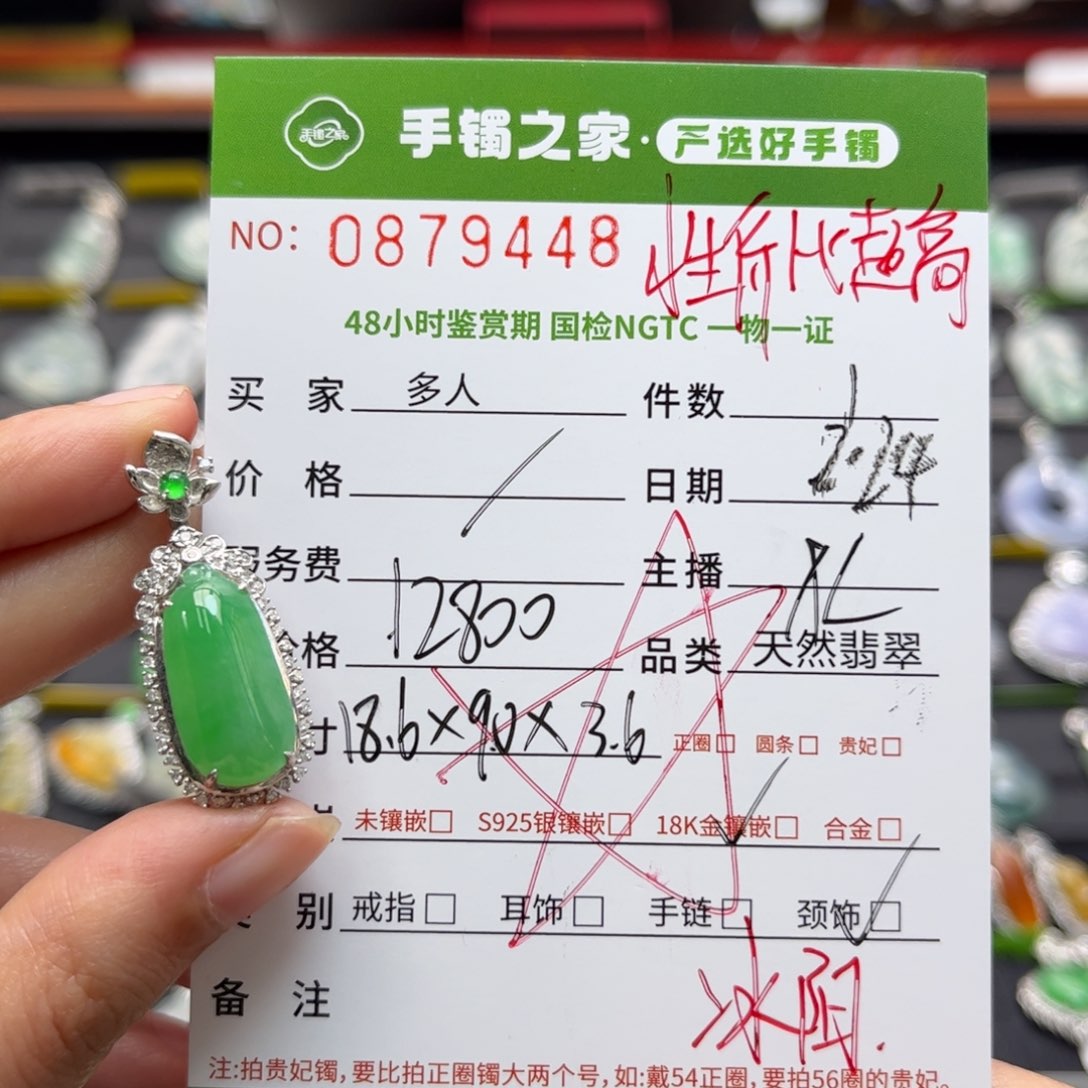 手镯之家 手镯之家·严选好手镯
NO: 0879448 性价比超高
48小时鉴赏期 国检NGTC 一物一证
买 家 多人 件数 1
价 格 / 日期
服务费 主播
价格 12800 品类 天然翡翠
寸 18.6×9.0×3.6 正圈□ 圆条□ 贵妃□
未镶嵌□ S925银镶嵌□ 18K金镶嵌□ 合金□
别 戒指□ 耳饰□ 手链□ 颈饰□
备 注 冰阳.
注:拍贵妃镯,要比拍正圈镯大两个号,如:戴54正圈,要拍56圈的贵妃。